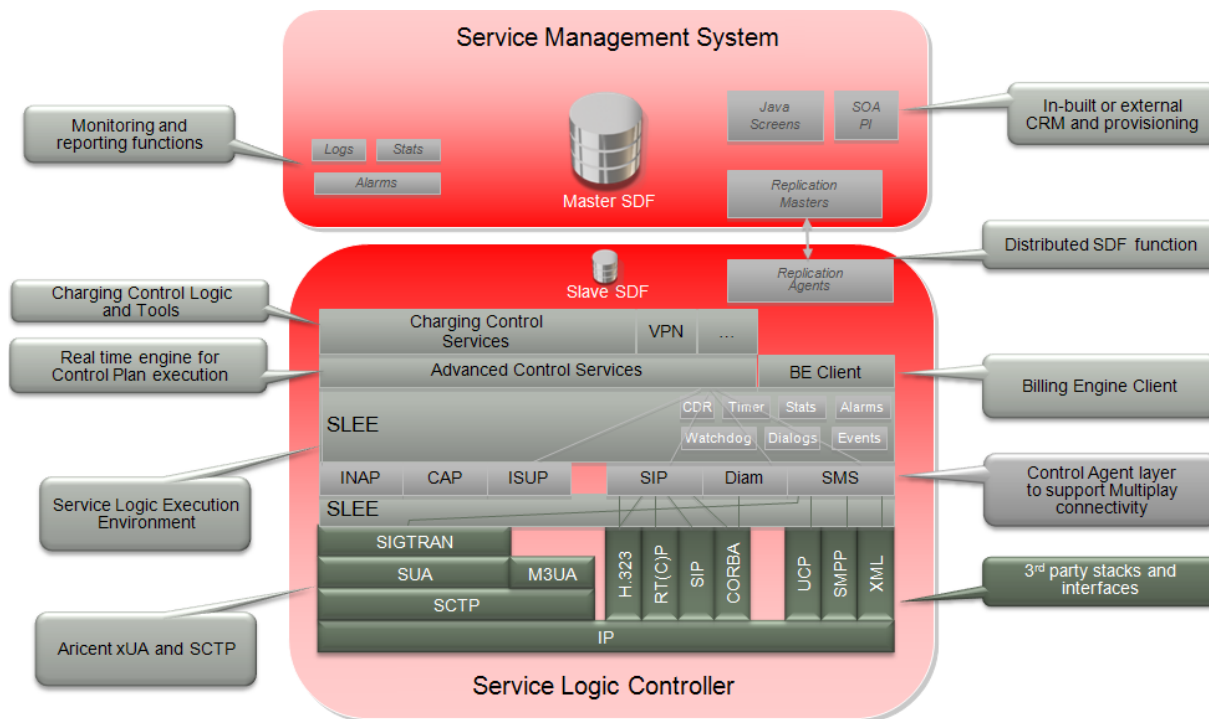 Service Management System
Monitoring and
reporting functions
Logs
Stats
Alarms
Master SDF
Java
Screens
SOA
PI
In-built or external
CRM and provisioning
Replication
Masters
Distributed SDF function
Slave SDF
Replication
Agents
Charging Control Logic
and Tools
Charging Control
Services
VPN
...
Real time engine for
Control Plan execution
Advanced Control Services
BE Client
Billing Engine Client
SLEE
CDR
Timer
Stats
Alarms
Watchdog
Dialogs
Events
INAP
CAP
ISUP
SIP
Diam
SMS
Service Logic Execution
Environment
Control Agent layer
to support Multiplay
connectivity
SLEE
SIGTRAN
SUA
M3UA
SCTP
H.323
RT(C)P
SIP
CORBA
UCP
SMPP
XML
3rd party stacks and
interfaces
IP
Aricent xUA and SCTP
Service Logic Controller